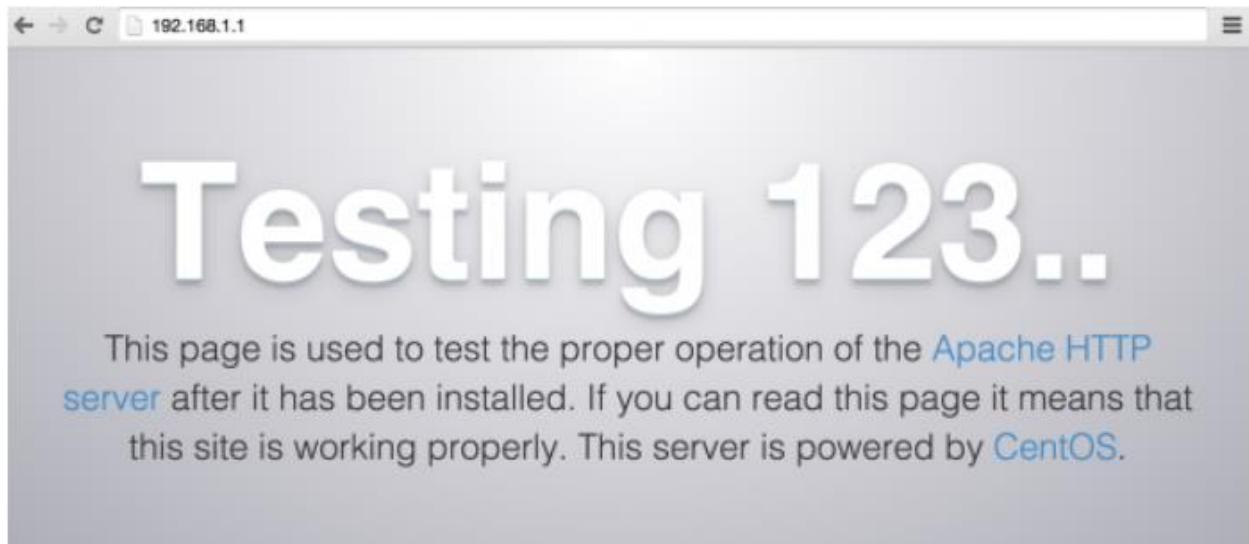 192.168.1.1
Testing 123..
This page is used to test the proper operation of the Apache HTTP
server after it has been installed. If you can read this page it means that
this site is working properly. This server is powered by CentOS.